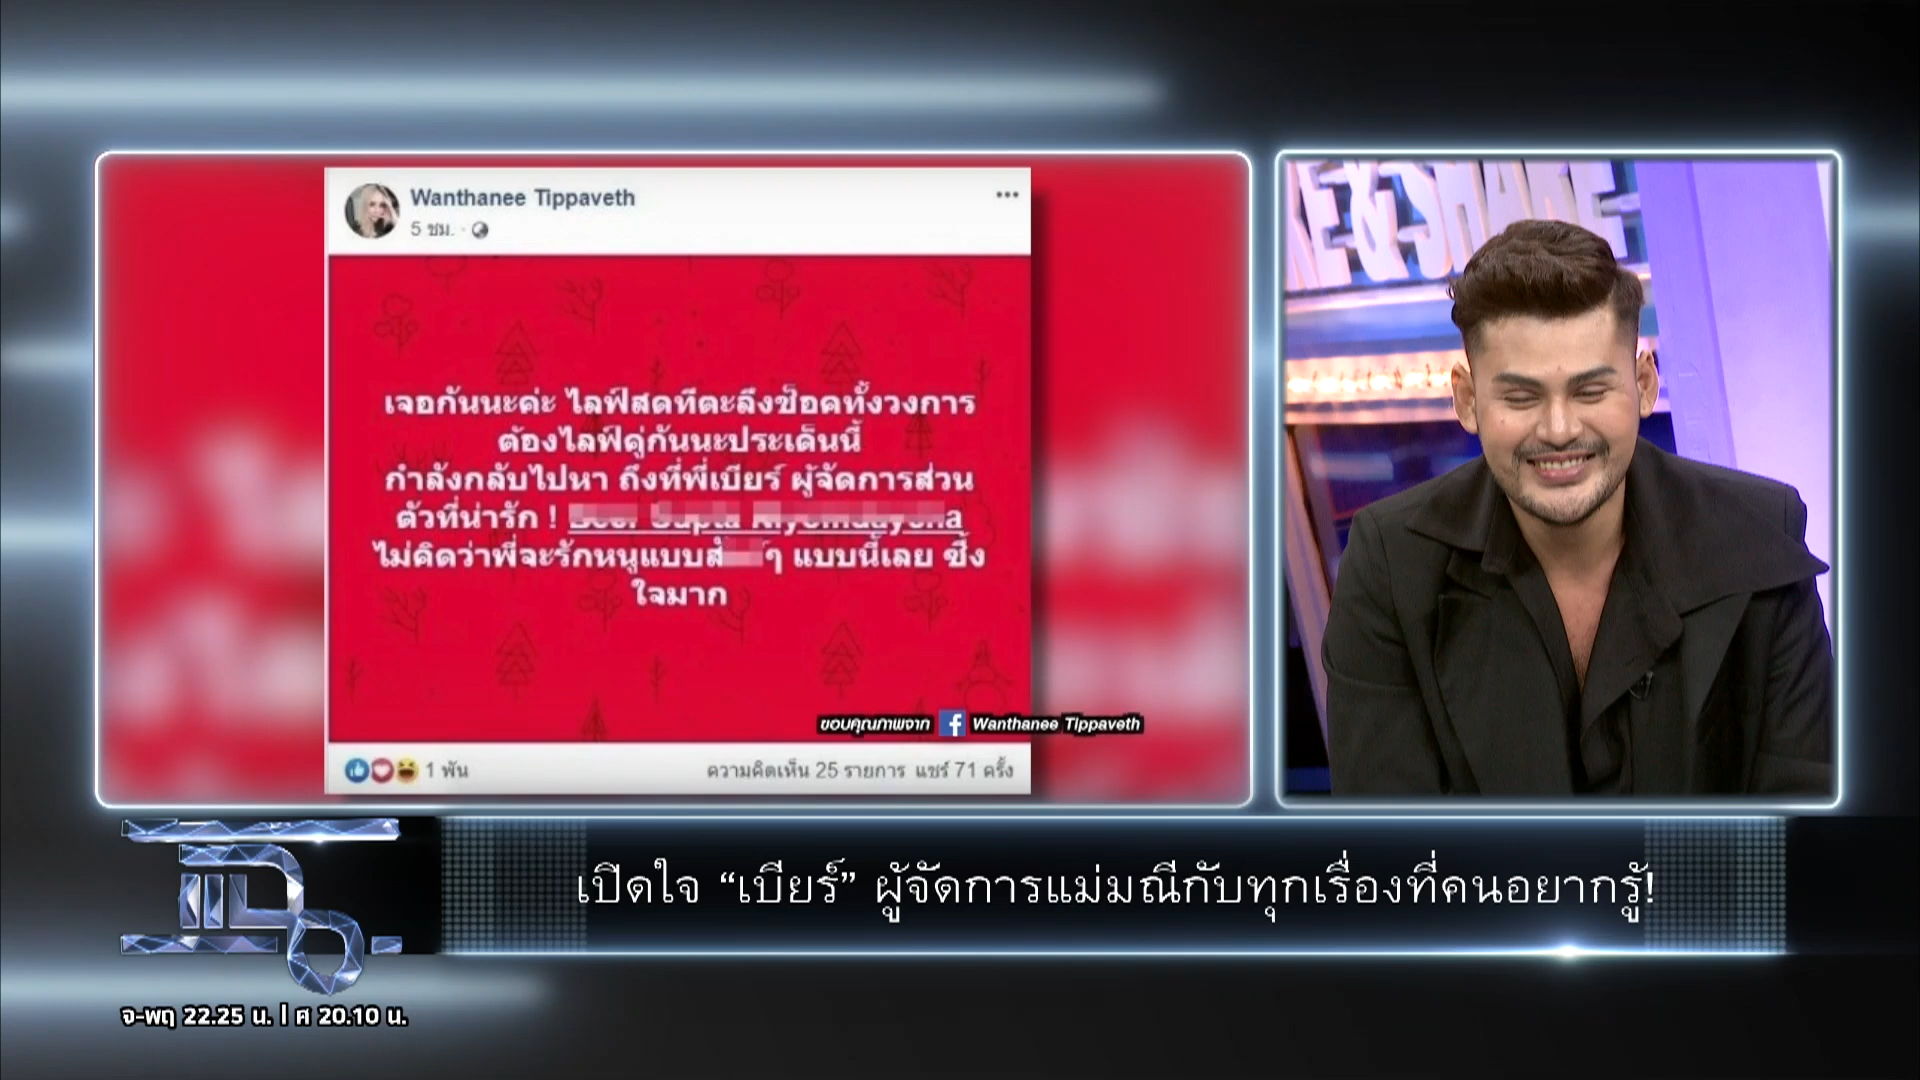 Wanthanee Tippaveth
5 ชม. ·
เจอกันนะค่ะ ไลฟ์สดทีตะลึงช็อคทั้งวงการ
ต้องไลฟ์คู่กันนะประเด็นนี้
กำลังกลับไปหา ถึงที่พี่เบียร์ ผู้จัดการส่วน
ตัวที่น่ารัก !
ไม่คิดว่าพี่จะรักหนูแบบ ๆ แบบนี้เลย ซึ้ง
ใจมาก
ขอบคุณภาพจาก f Wanthanee Tippaveth
1 พัน ความคิดเห็น 25 รายการ แชร์ 71 ครั้ง
KE&SHARE
แฉ
เปิดใจ “เบียร์” ผู้จัดการแม่มณีกับทุกเรื่องที่คนอยากรู้!
จ-พฤ 22.25 น. | ศ 20.10 น.